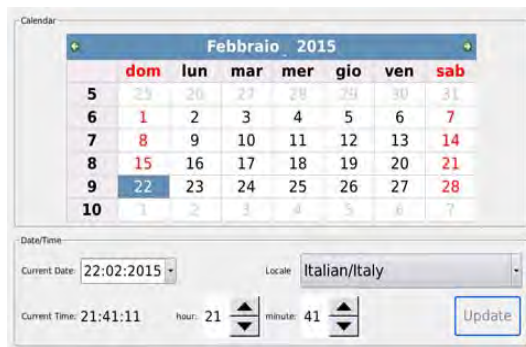 Calendar
Febbraio 2015
dom lun mar mer gio ven sab
5 25 26 27 28 29 30 31
6 1 2 3 4 5 6 7
7 8 9 10 11 12 13 14
8 15 16 17 18 19 20 21
9 22 23 24 25 26 27 28
10 1 2 3 4 5 6 7
Date/Time
Current Date: 22:02:2015 Locale Italian/Italy
Current Time: 21:41:11 hour: 21 minute: 41 Update